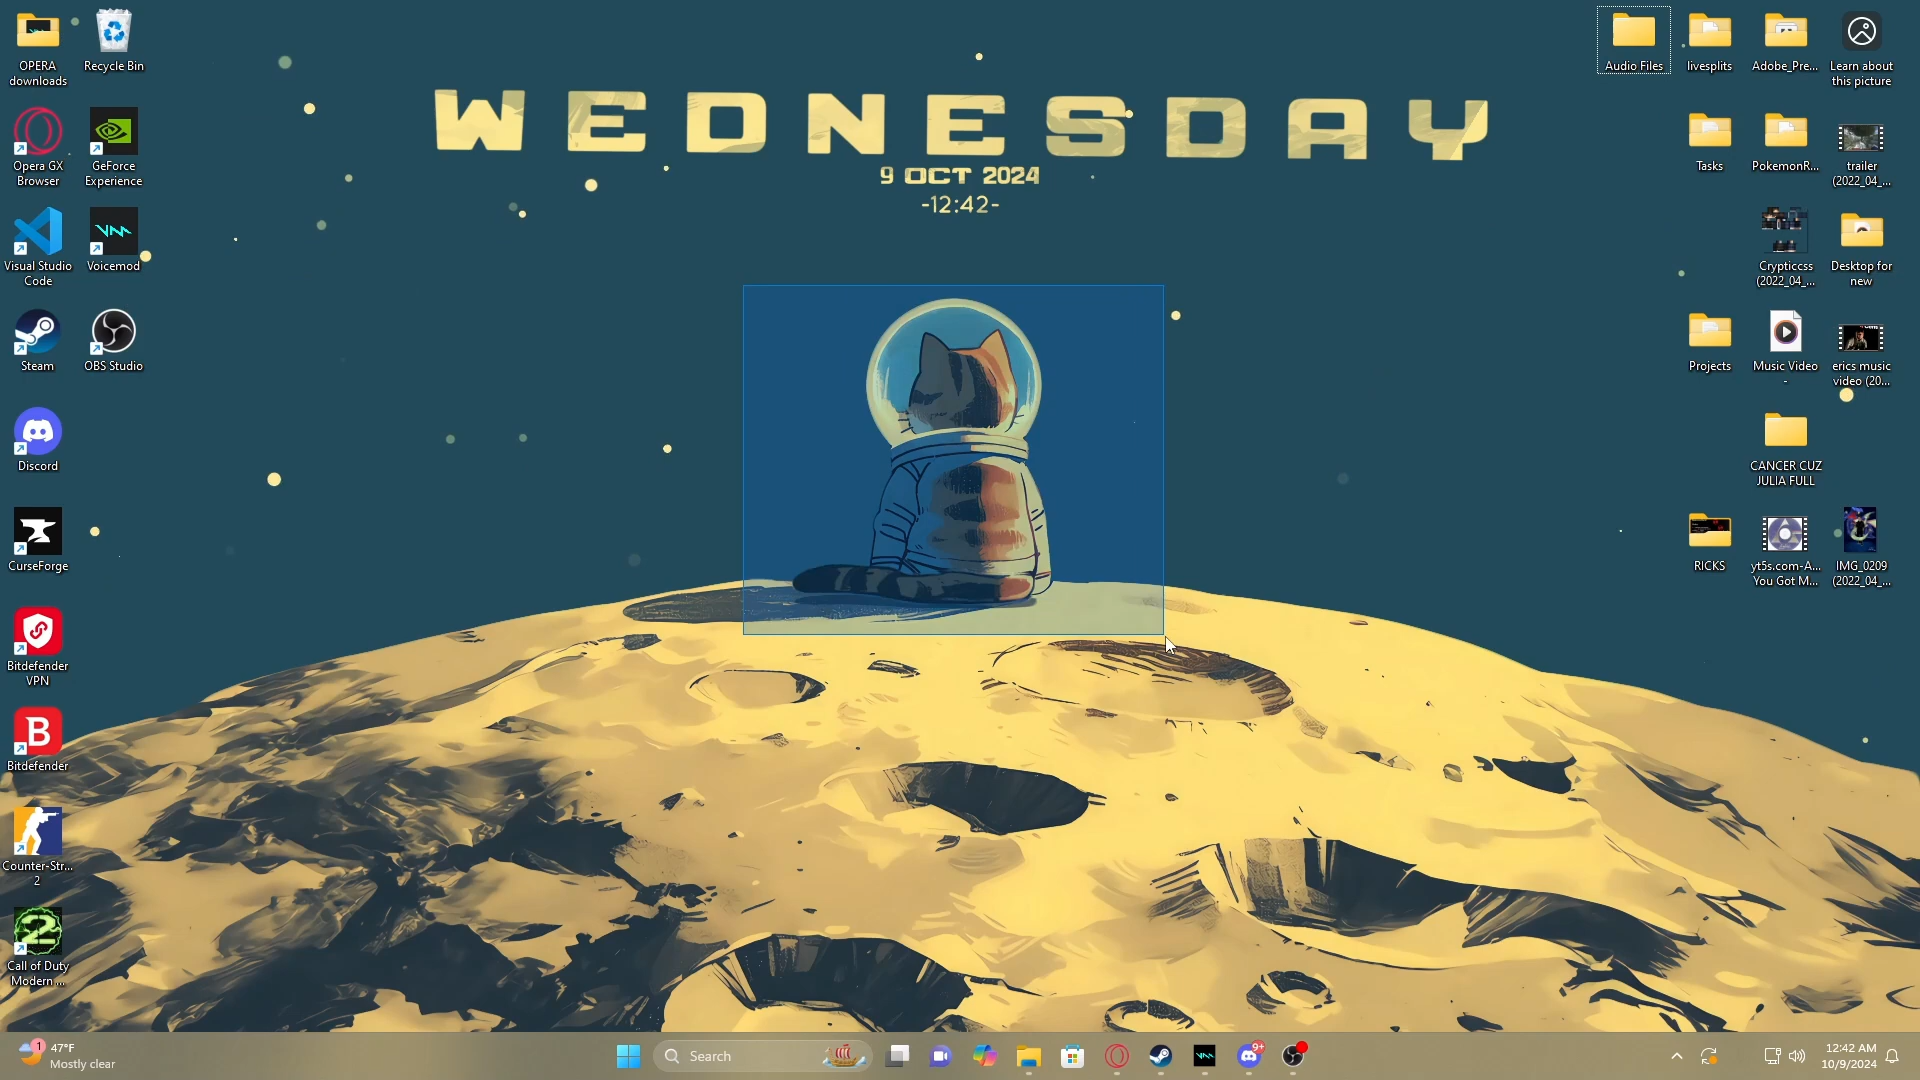 OPERA
downloads
Recycle Bin
Opera GX
Browser
GeForce
Experience
Visual Studio
Code
Voicemod
Steam
OBS Studio
Discord
CurseForge
Bitdefender
VPN
B
Bitdefender
Counter-Str...
2
2
Call of Duty
Modern ...
WEDNESDAY
9 OCT 2024
-12:42-
Audio Files
livesplits
Adobe_Pre...
Learn about
this picture
Tasks
PokemonR...
trailer
(2022_04_...
Crypticcss
(2022_04_...
Desktop for
new
Projects
Music Video
-
erics music
video (20...
CANCER CUZ
JULIA FULL
RICKS
yt5s.com-A...
You Got M...
IMG_0209
(2022_04_...
1
47°F
Mostly clear
Search
9+
12:42 AM
10/9/2024